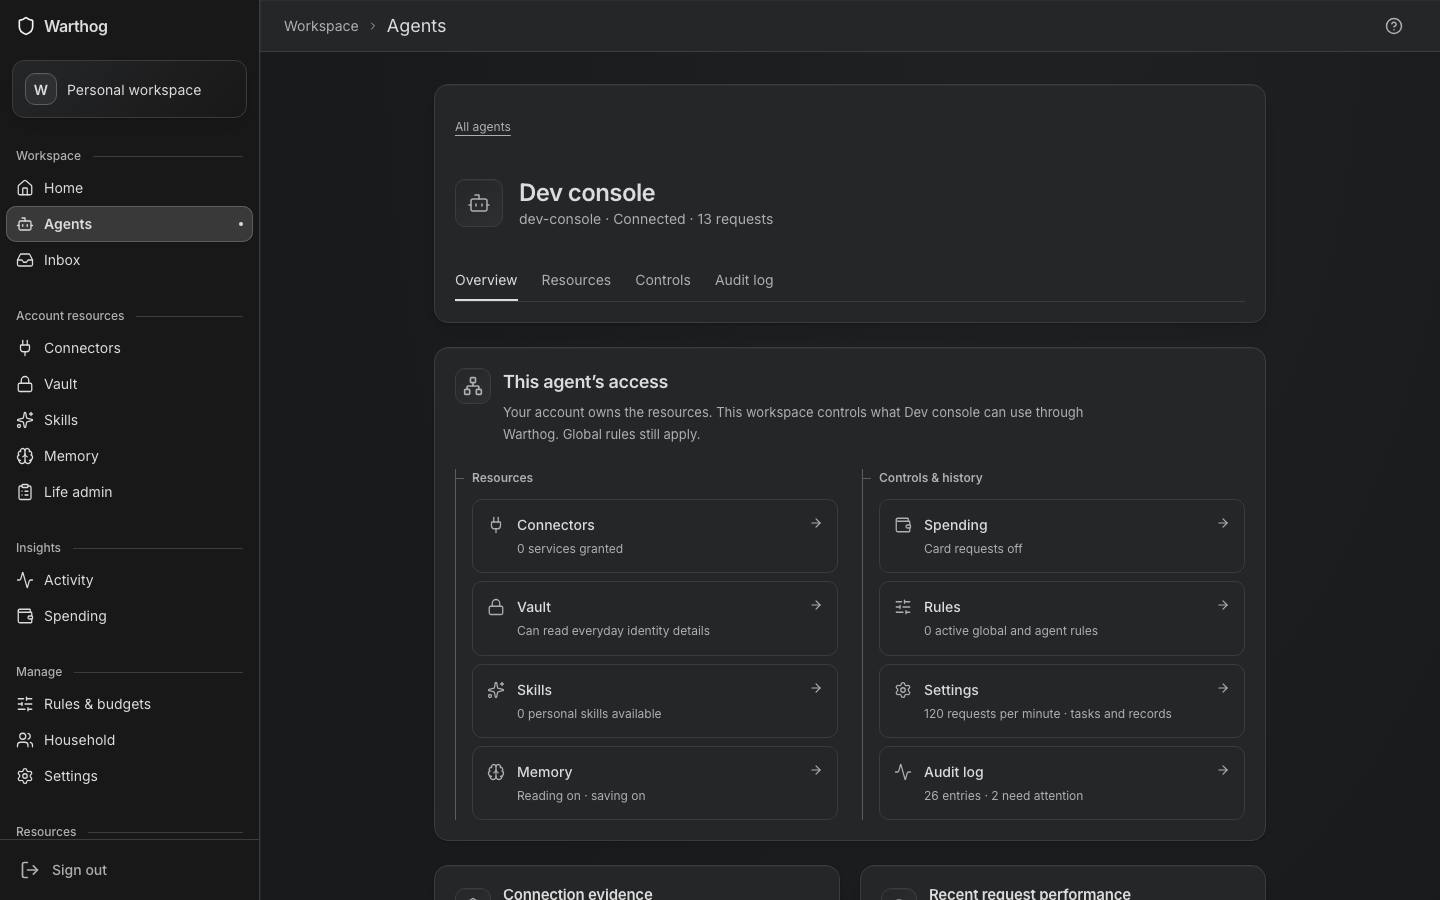 Warthog
W Personal workspace
Workspace
Home
Agents
Inbox
Account resources
Connectors
Vault
Skills
Memory
Life admin
Insights
Activity
Spending
Manage
Rules & budgets
Household
Settings
Resources
Sign out
Workspace › Agents
All agents
Dev console
dev-console · Connected · 13 requests
Overview Resources Controls Audit log
This agent’s access
Your account owns the resources. This workspace controls what Dev console can use through
Warthog. Global rules still apply.
Resources
Connectors
0 services granted
Vault
Can read everyday identity details
Skills
0 personal skills available
Memory
Reading on · saving on
Controls & history
Spending
Card requests off
Rules
0 active global and agent rules
Settings
120 requests per minute · tasks and records
Audit log
26 entries · 2 need attention
Connection evidence
Recent request performance